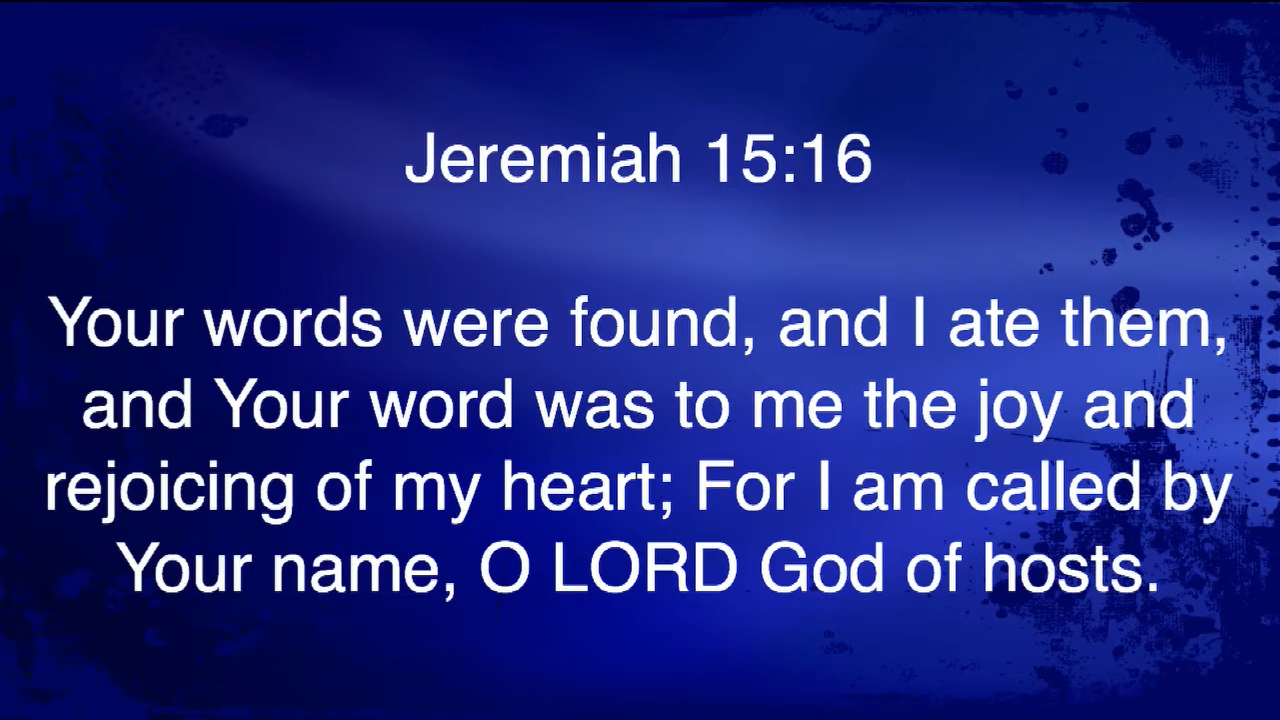 Jeremiah 15:16
Your words were found, and I ate them,
and Your word was to me the joy and
rejoicing of my heart; For I am called by
Your name, O LORD God of hosts.